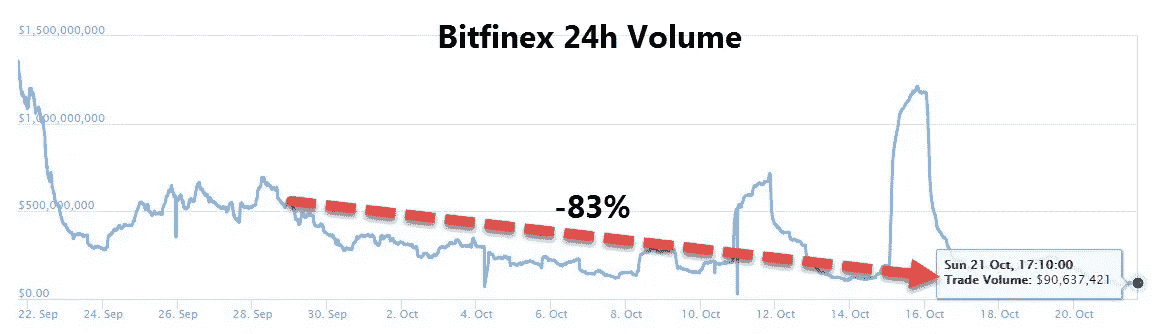 Bitfinex 24h Volume
$1,500,000,000
$1,000,000,000
$500,000,000
-83%
Sun 21 Oct, 17:10:00
Trade Volume: $90,637,421
$0.00
22. Sep 24. Sep 26. Sep 28. Sep 30. Sep 2. Oct 4. Oct 6. Oct 8. Oct 10. Oct 12. Oct 14. Oct 16. Oct 18. Oct 20. Oct